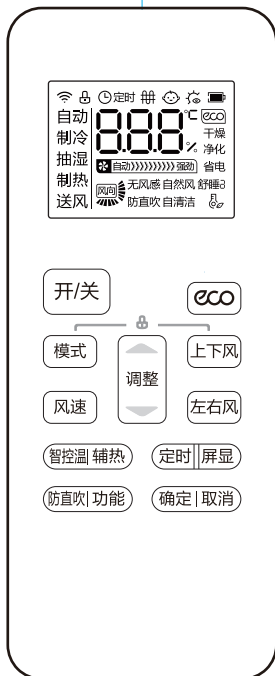 定时
自动 88.8 ℃ eco
制冷 干燥
抽湿 % 净化
自动 》》》》》》》》》 强劲 省电
制热 风向 无风感 自然风 舒睡3
送风 防直吹 自清洁
开/关 eco
模式 上下风
调整
风速 左右风
智控温|辅热 定时||屏显
防直吹|功能 确定|取消